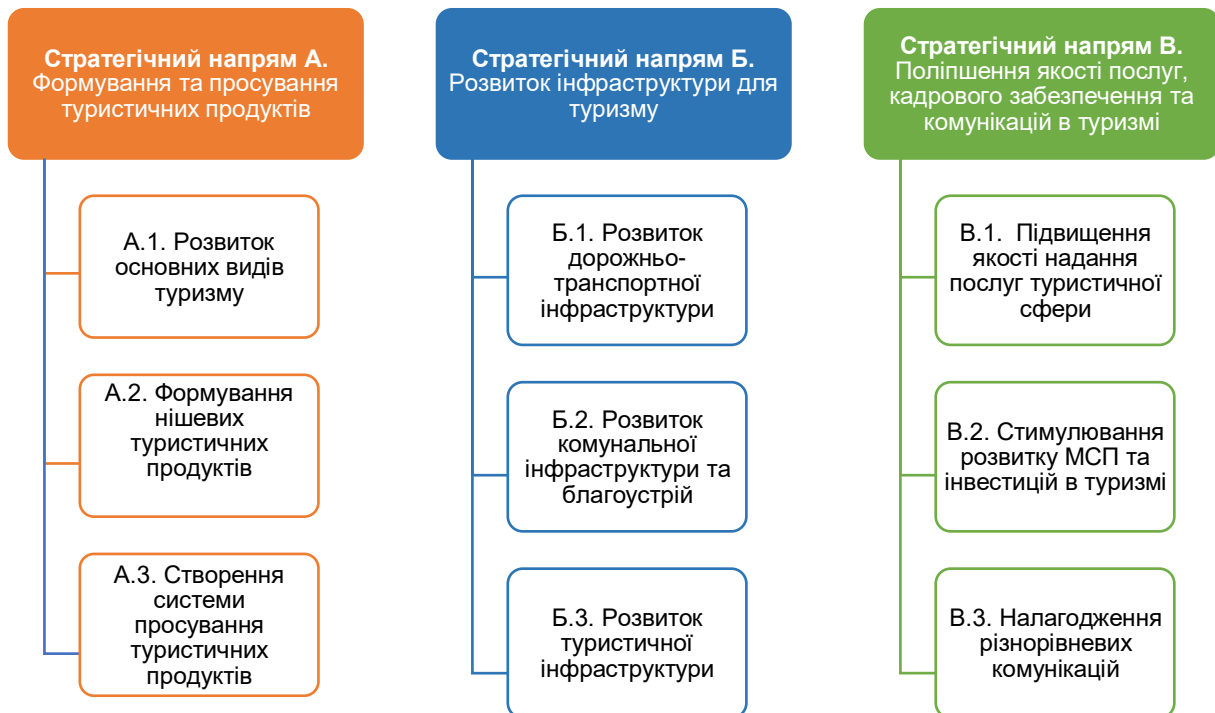 Стратегічний напрям А.
Формування та просування
туристичних продуктів
А.1. Розвиток
основних видів
туризму
А.2. Формування
нішевих
туристичних
продуктів
А.3. Створення
системи
просування
туристичних
продуктів
Стратегічний напрям Б.
Розвиток інфраструктури для
туризму
Б.1. Розвиток
дорожньо-
транспортної
інфраструктури
Б.2. Розвиток
комунальної
інфраструктури та
благоустрій
Б.3. Розвиток
туристичної
інфраструктури
Стратегічний напрям В.
Поліпшення якості послуг,
кадрового забезпечення та
комунікацій в туризмі
В.1. Підвищення
якості надання
послуг туристичної
сфери
В.2. Стимулювання
розвитку МСП та
інвестицій в туризмі
В.3. Налагодження
різнорівневих
комунікацій